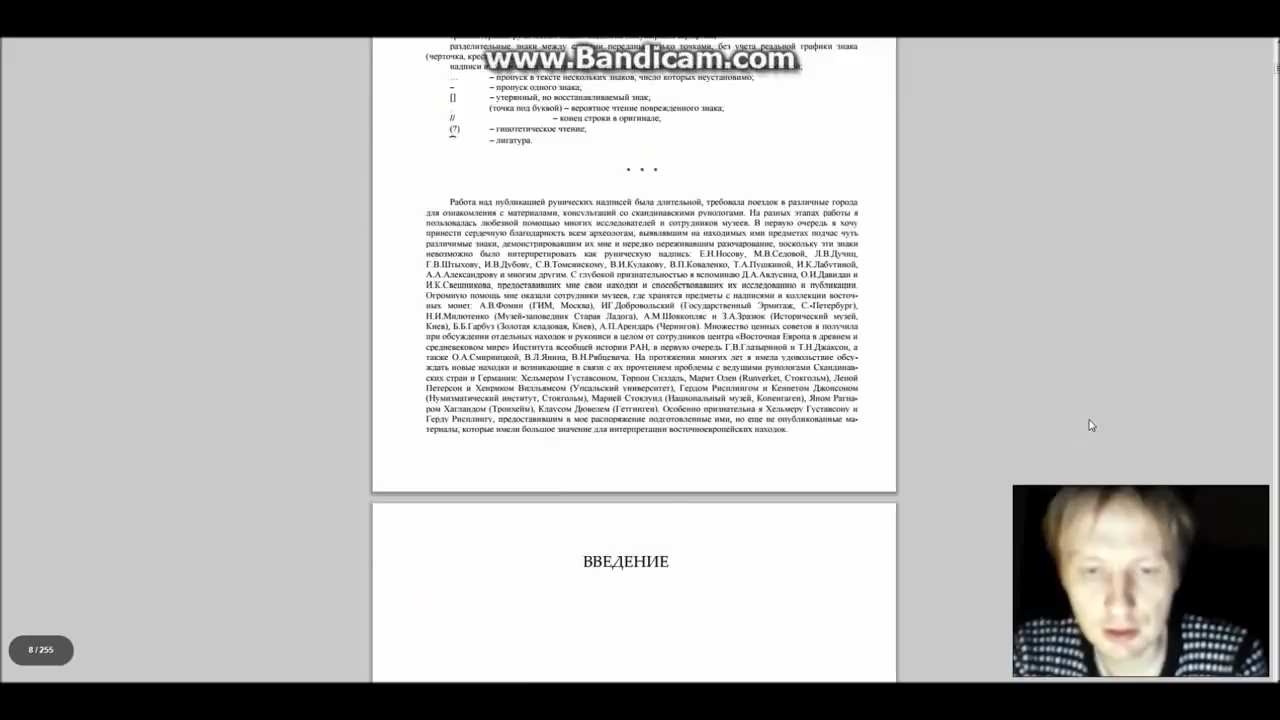 www.Bandicam.com
разделительные знаки между переданы только точками, без учета реальной графики знака
(черточка,
надписи
... – пропуск в тексте нескольких знаков, число которых неустановимо;
– – пропуск одного знака;
[] – утерянный, но восстанавливаемый знак;
(точка под буквой) – вероятное чтение поврежденного знака;
// – конец строки в оригинале;
(?) – гипотетическое чтение;
⁀ – лигатура.
• • •
Работа над публикацией рунических надписей была длительной, требовала поездок в различные города
для ознакомления с материалами, консультаций со скандинавскими рунологами. На разных этапах работы я
пользовалась любезной помощью многих исследователей и сотрудников музеев. В первую очередь я хочу
принести сердечную благодарность всем археологам, выявлявшим на находимых ими предметах подчас чуть
различимые знаки, демонстрировавшим их мне и нередко переживавшим разочарование, поскольку эти знаки
невозможно было интерпретировать как руническую надпись: Е.Н.Носову, М.В.Седовой, Л.В.Дучиц,
Г.В.Штыхову, И.В.Дубову, С.В.Томсинскому, В.И.Кулакову, В.П.Коваленко, Т.А.Пушкиной, И.К.Лабутиной,
А.А.Александрову и многим другим. С глубокой признательностью я вспоминаю Д.А.Авдусина, О.И.Давидан и
И.К.Свешникова, предоставивших мне свои находки и способствовавших их исследованию и публикации.
Огромную помощь мне оказали сотрудники музеев, где хранятся предметы с надписями и коллекции восточ-
ных монет: А.В.Фомин (ГИМ, Москва), И.Г.Добровольский (Государственный Эрмитаж, С.-Петербург),
Н.И.Милютенко (Музей-заповедник Старая Ладога), А.М.Шовкопляс и З.А.Зразюк (Исторический музей,
Киев), Б.Б.Гарбуз (Золотая кладовая, Киев), А.П.Арендарь (Чернигов). Множество ценных советов я получила
при обсуждении отдельных находок и рукописи в целом от сотрудников центра «Восточная Европа в древнем и
средневековом мире» Института всеобщей истории РАН, в первую очередь Г.В.Глазыриной и Т.Н.Джаксон, а
также О.А.Смирницкой, В.Л.Янина, В.Н.Рябцевича. На протяжении многих лет я имела удовольствие обсу-
ждать новые находки и возникающие в связи с их прочтением проблемы с ведущими рунологами Скандинав-
ских стран и Германии: Хельмером Густавсоном, Торгни Марит Олен (Runverket, Стокгольм), Леной
Петерсон и Хенриком Вилльямсом (Упсальский университет), Гердом Рисплингом и Кеннетом Джонсоном
(Нумизматический институт, Стокгольм), Марией Стоклунд (Национальный музей, Копенгаген), Яном Рагна-
ром Хагландом (Тронхейм), Клаусом Дювелем (Геттинген). Особенно признательна я Хельмеру Густавсону и
Герду Рисплингу, предоставившим в мое распоряжение подготовленные ими, но еще не опубликованные ма-
териалы, которые имели большое значение для интерпретации восточноевропейских находок.
ВВЕДЕНИЕ
8 / 255